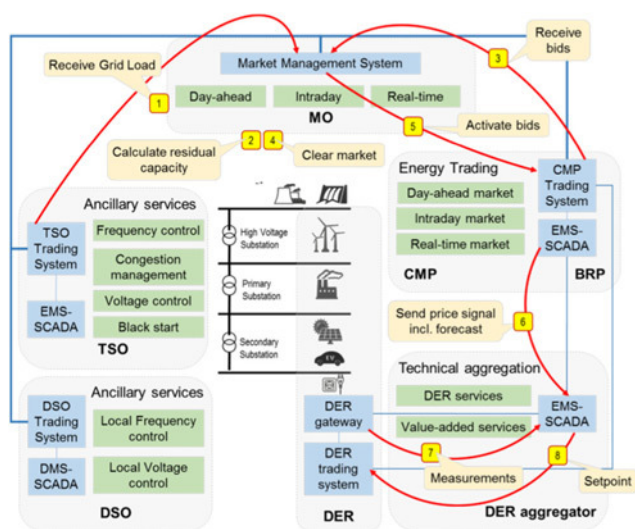 Receive Grid Load
1
Market Management System
Day-ahead
Intraday
Real-time
MO
3
Receive
bids
5
Activate bids
Calculate residual
capacity
2
4
Clear market
Ancillary services
TSO
Trading
System
EMS-
SCADA
Frequency control
Congestion
management
Voltage control
Black start
TSO
High Voltage
Substation
Primary
Substation
Secondary
Substation
EV
Energy Trading
Day-ahead market
Intraday market
Real-time market
CMP
CMP
Trading
System
EMS-
SCADA
BRP
Send price signal
incl. forecast
6
Ancillary services
DSO
Trading
System
DMS-
SCADA
Local Frequency
control
Local Voltage
control
DSO
DER
gateway
DER
trading
system
DER
Technical aggregation
DER services
Value-added services
EMS-
SCADA
7
8
Measurements
Setpoint
DER aggregator